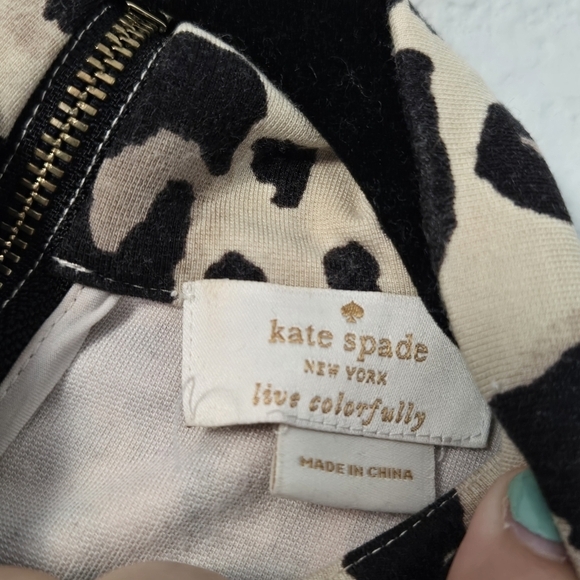 kate spade
NEW YORK
live colorfully
MADE IN CHINA